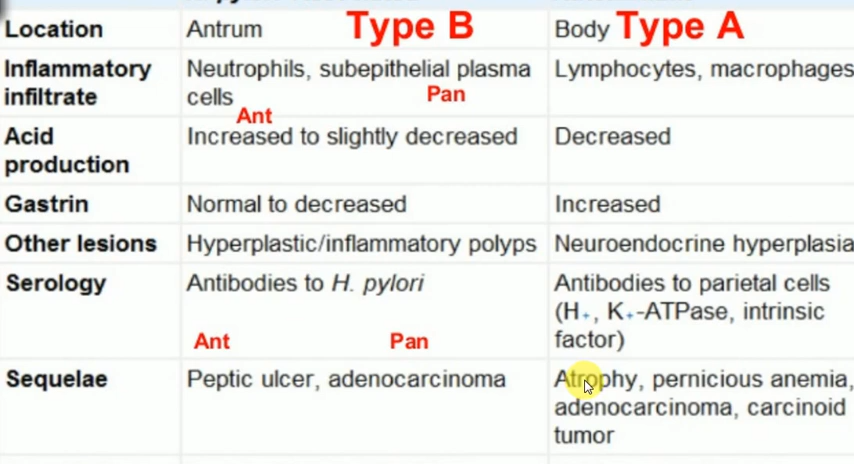 Location Antrum Type B Body Type A
Inflammatory Neutrophils, subepithelial plasma Lymphocytes, macrophages
infiltrate cells Pan
Ant
Acid Increased to slightly decreased Decreased
production
Gastrin Normal to decreased Increased
Other lesions Hyperplastic/inflammatory polyps Neuroendocrine hyperplasia
Serology Antibodies to H. pylori Antibodies to parietal cells
(H+, K+-ATPase, intrinsic
Ant Pan factor)
Sequelae Peptic ulcer, adenocarcinoma Atrophy, pernicious anemia,
adenocarcinoma, carcinoid
tumor